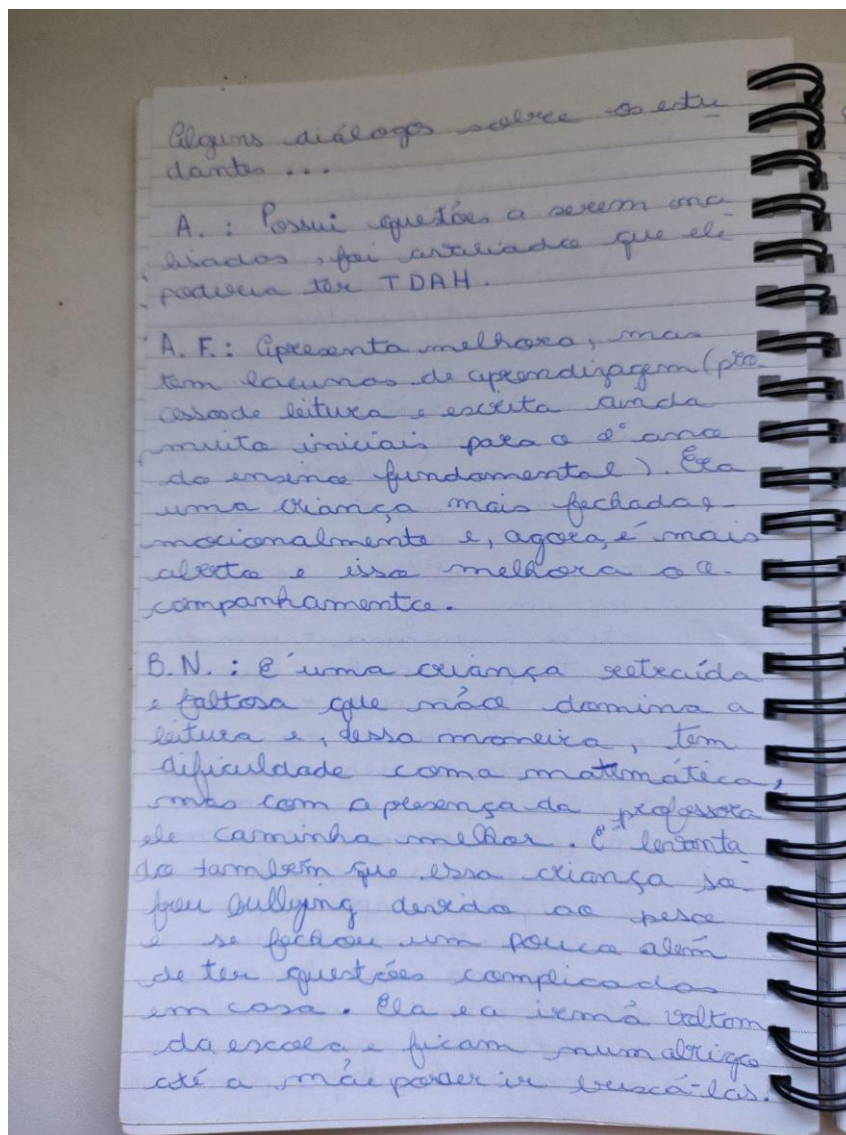 Alguns diálogos sobre os estu
dantes ...
A. : Possui questões a serem ana
lisados, foi avaliado que ele
poderia ter TDAH.
A. F. : Apresenta melhora, mas
tem lacunas de aprendizagem (pro
cessos de leitura e escrita ainda
muito iniciais para o 2º ano
do ensino fundamental). Era
uma criança mais fechada e-
mocionalmente e, agora, é mais
aberta e isso melhora o a-
companhamento.
B.N. : É uma criança retraída
e faltosa que não domina a
leitura e, dessa maneira, tem
dificuldade com a matemática,
mas com a presença da professora
ele caminha melhor. É levanta
do também que essa criança so-
freu bullying devido ao peso
e se fechou um pouco além
de ter questões complicadas
em casa. Ela e a irmã voltam
da escola e ficam num abrigo
até a mãe poder ir buscá-las.